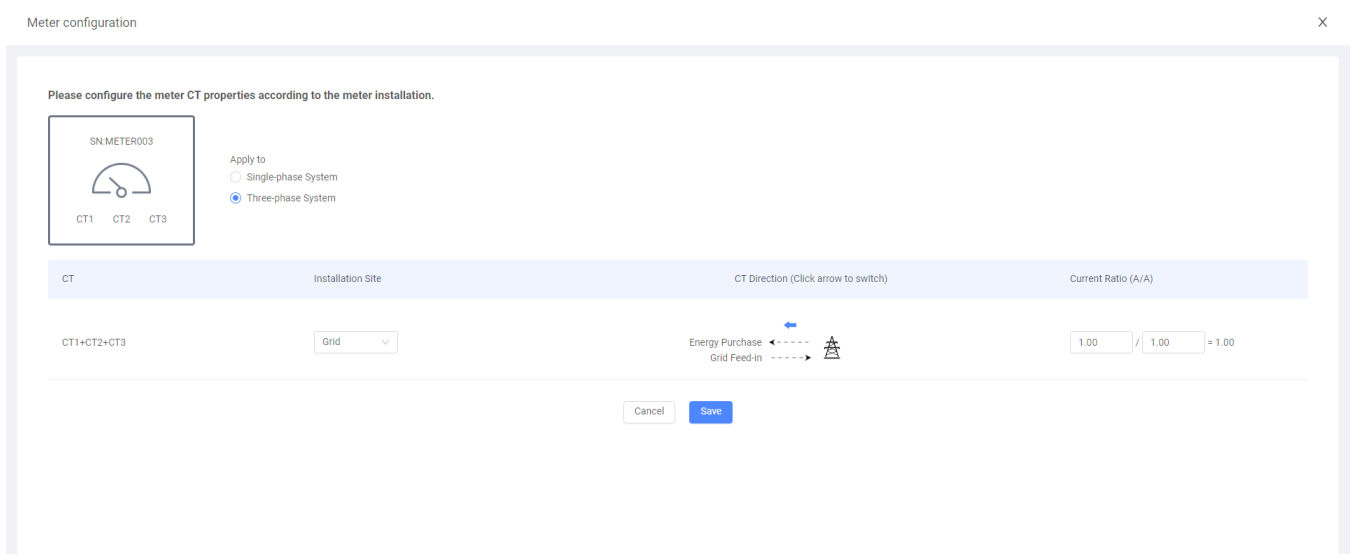 Meter configuration
X
Please configure the meter CT properties according to the meter installation.
SN:METER003
CT1 CT2 CT3
Apply to
Single-phase System
Three-phase System
CT Installation Site CT Direction (Click arrow to switch) Current Ratio (A/A)
CT1+CT2+CT3 Grid Energy Purchase 1.00 / 1.00 = 1.00
Grid Feed-in
Cancel Save